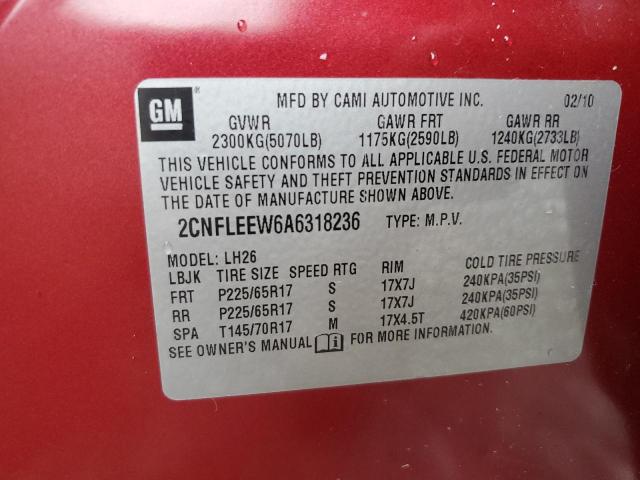 GM
MFD BY CAMI AUTOMOTIVE INC. 02/10
GVWR GAWR FRT GAWR RR
2300KG(5070LB) 1175KG(2590LB) 1240KG(2733LB)
THIS VEHICLE CONFORMS TO ALL APPLICABLE U.S. FEDERAL MOTOR
VEHICLE SAFETY AND THEFT PREVENTION STANDARDS IN EFFECT ON
THE DATE OF MANUFACTURE SHOWN ABOVE.
2CNFLEEW6A6318236 TYPE: M.P.V.
MODEL: LH26
LBJK TIRE SIZE SPEED RTG RIM COLD TIRE PRESSURE
FRT P225/65R17 S 17X7J 240KPA(35PSI)
RR P225/65R17 S 17X7J 240KPA(35PSI)
SPA T145/70R17 M 17X4.5T 420KPA(60PSI)
SEE OWNER'S MANUAL FOR MORE INFORMATION.